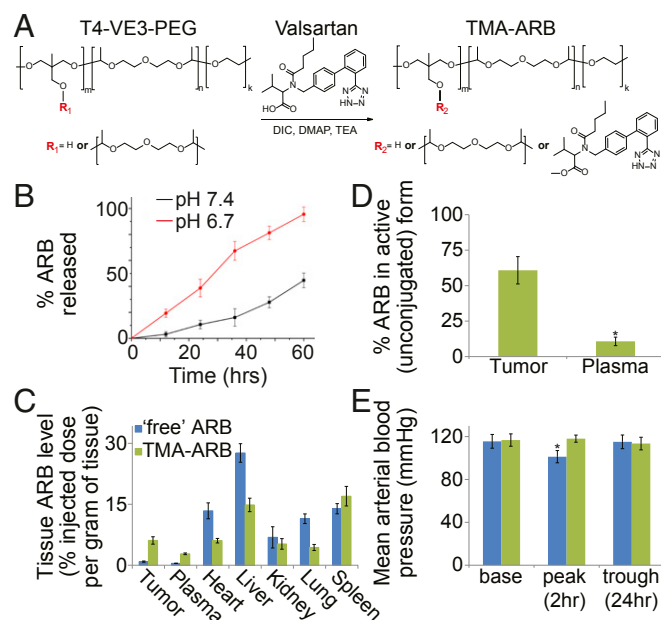 A
T4-VE3-PEG
Valsartan
TMA-ARB
O
O
O
O
O
O
O
m
n
k
R₁
O
N
HO
O
N
N
HN-N
DIC, DMAP, TEA
O
O
O
O
O
O
O
m
n
k
R₂
R₁= H or
O
O
R₂= H or
O
O
or
O
N
O
O
N
N
HN-N
B
pH 7.4
pH 6.7
% ARB
released
100
50
0
0 20 40 60
Time (hrs)
D
% ARB in active
(unconjugated) form
100
75
50
25
0
*
Tumor Plasma
C
'free' ARB
TMA-ARB
Tissue ARB level
(% injected dose
per gram of tissue)
30
15
0
Tumor
Plasma
Heart
Liver
Kidney
Lung
Spleen
E
Mean arterial blood
pressure (mmHg)
160
120
80
40
0
*
base peak trough
(2hr) (24hr)